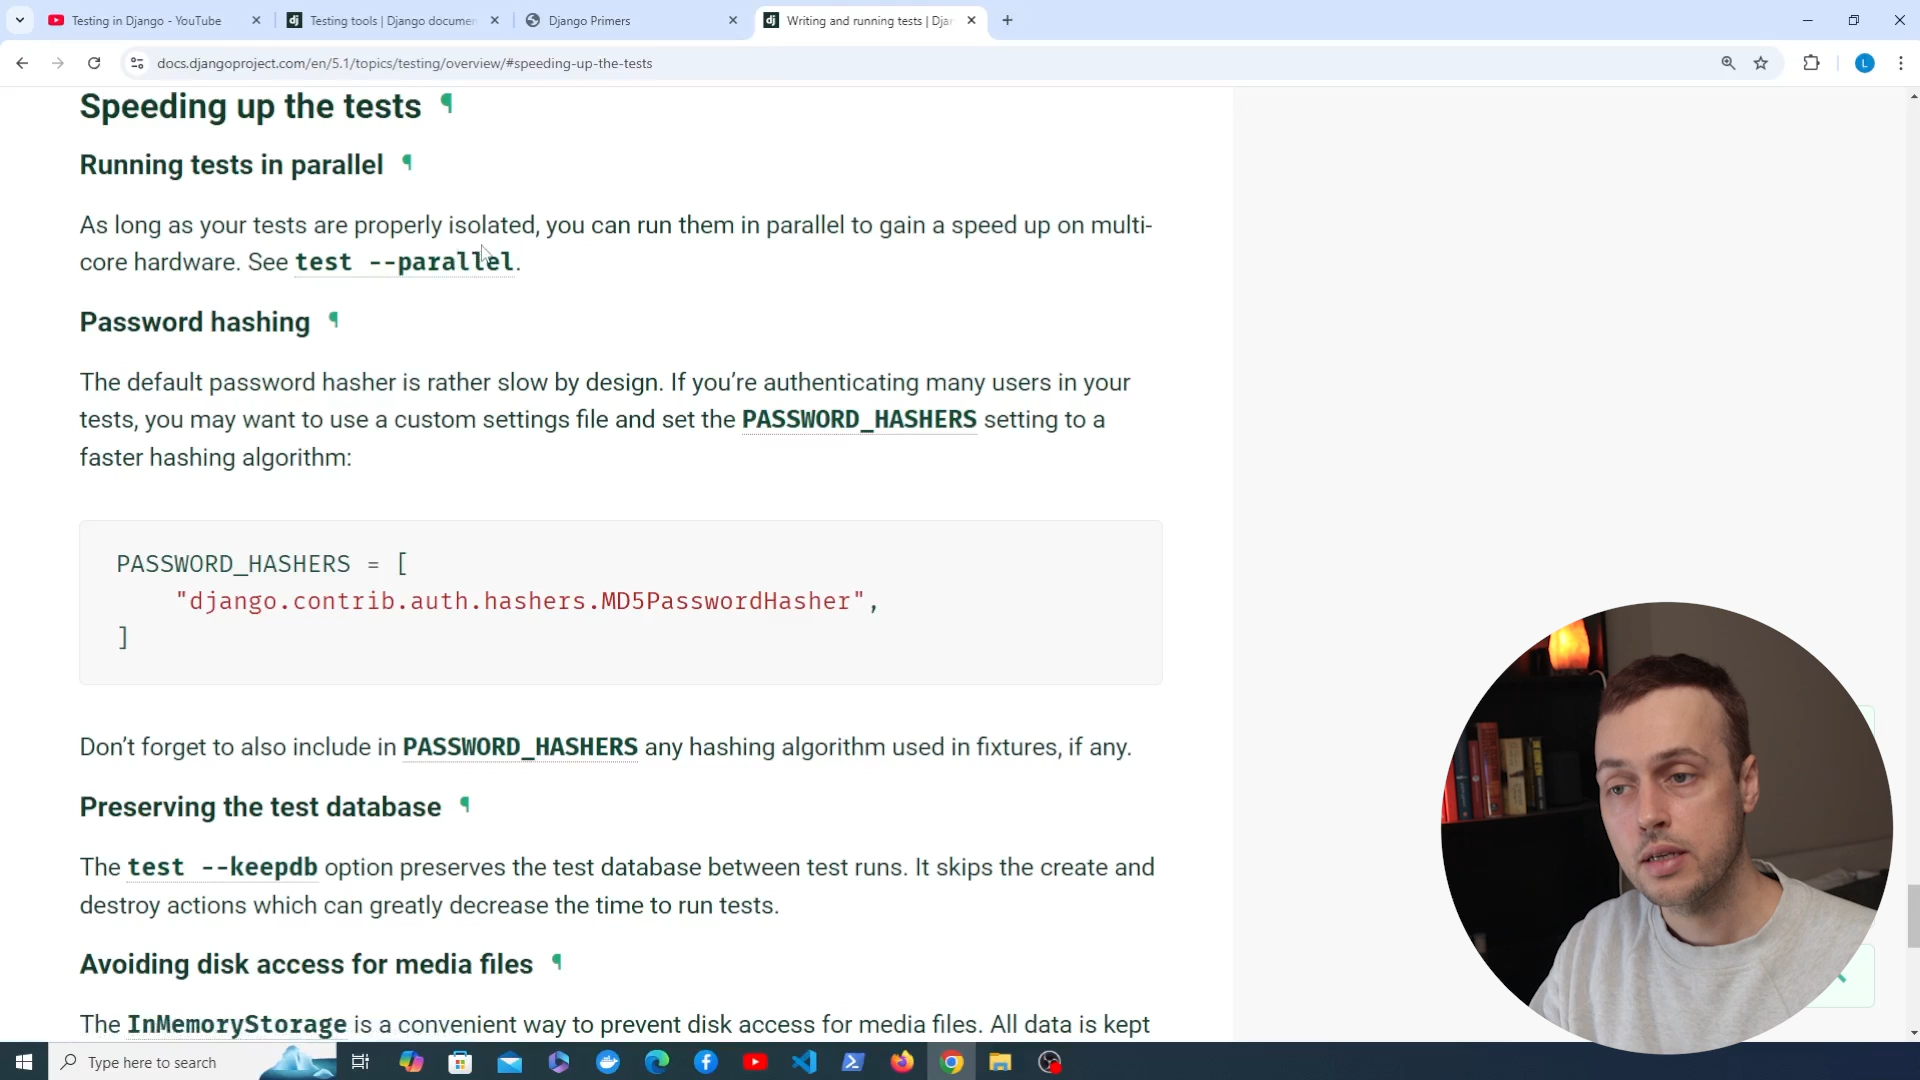 Testing in Django - YouTube
Testing tools | Django documen
Django Primers
Writing and running tests | Djan
docs.djangoproject.com/en/5.1/topics/testing/overview/#speeding-up-the-tests
L
Speeding up the tests ¶
Running tests in parallel ¶
As long as your tests are properly isolated, you can run them in parallel to gain a speed up on multi-
core hardware. See test --parallel.
Password hashing ¶
The default password hasher is rather slow by design. If you’re authenticating many users in your
tests, you may want to use a custom settings file and set the PASSWORD_HASHERS setting to a
faster hashing algorithm:
PASSWORD_HASHERS = [
"django.contrib.auth.hashers.MD5PasswordHasher",
]
Don’t forget to also include in PASSWORD_HASHERS any hashing algorithm used in fixtures, if any.
Preserving the test database ¶
The test --keepdb option preserves the test database between test runs. It skips the create and
destroy actions which can greatly decrease the time to run tests.
Avoiding disk access for media files ¶
The InMemoryStorage is a convenient way to prevent disk access for media files. All data is kept
Type here to search